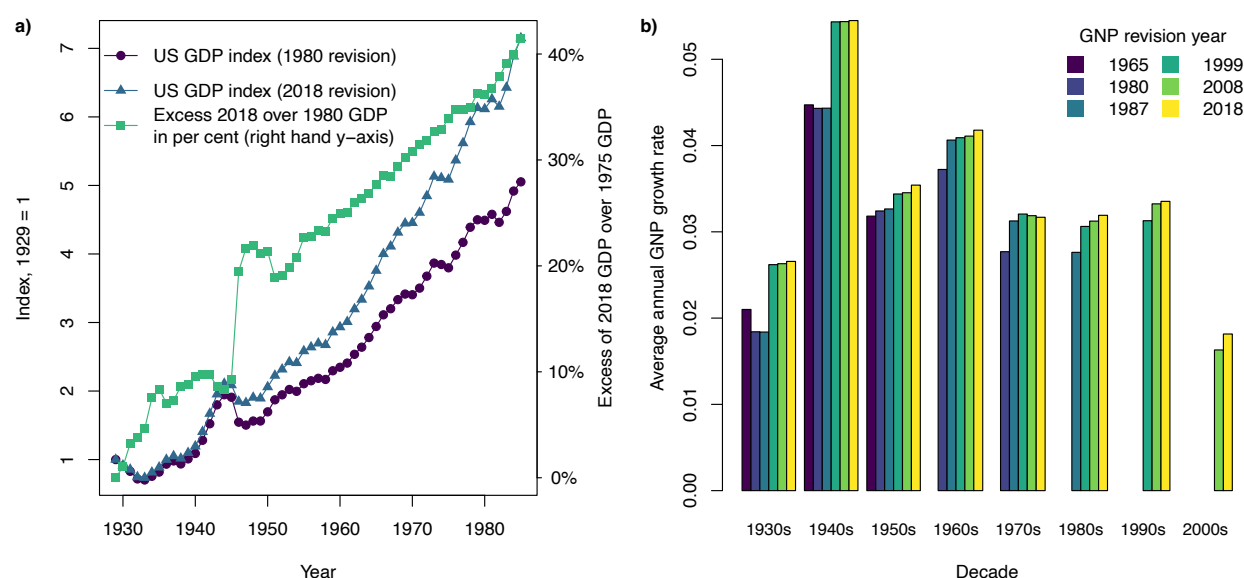 a)
US GDP index (1980 revision)
US GDP index (2018 revision)
Excess 2018 over 1980 GDP
in per cent (right hand y−axis)
Index, 1929 = 1
7
6
5
4
3
2
1
40%
30%
20%
10%
0%
Excess of 2018 GDP over 1975 GDP
1930 1940 1950 1960 1970 1980
Year
b)
GNP revision year
1965 1999
1980 2008
1987 2018
Average annual GNP growth rate
0.05
0.04
0.03
0.02
0.01
0.00
1930s 1940s 1950s 1960s 1970s 1980s 1990s 2000s
Decade